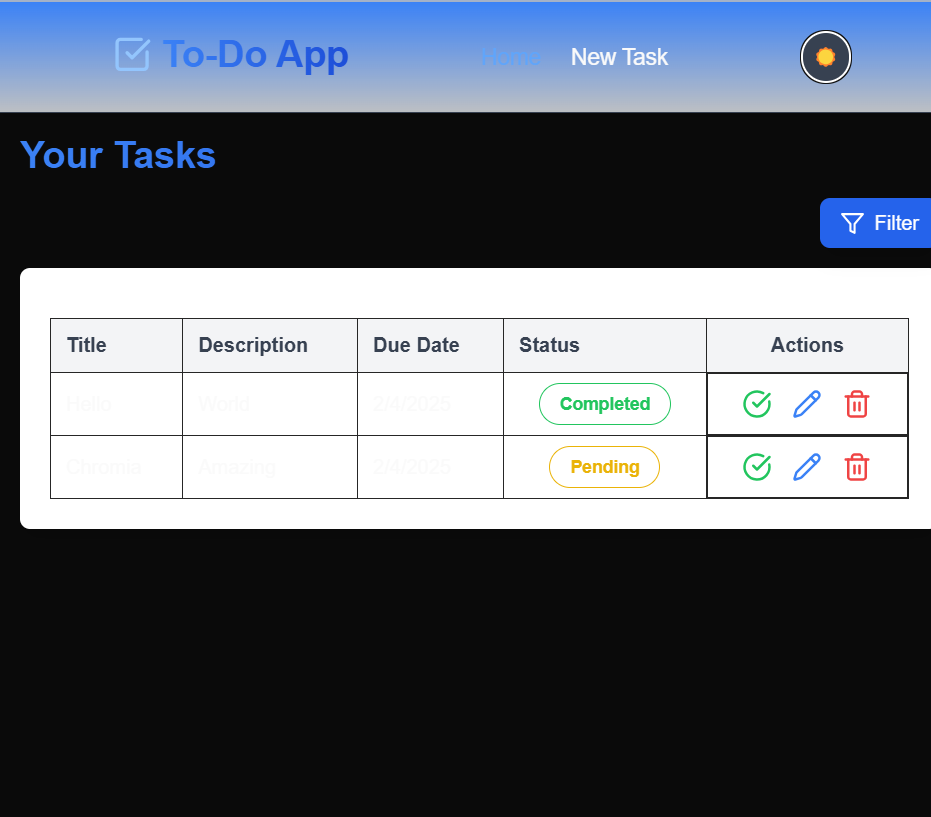 To-Do App
Home New Task
Your Tasks
Filter
Title Description Due Date Status Actions
Hello World 2/4/2025 Completed
Chromia Amazing 2/4/2025 Pending